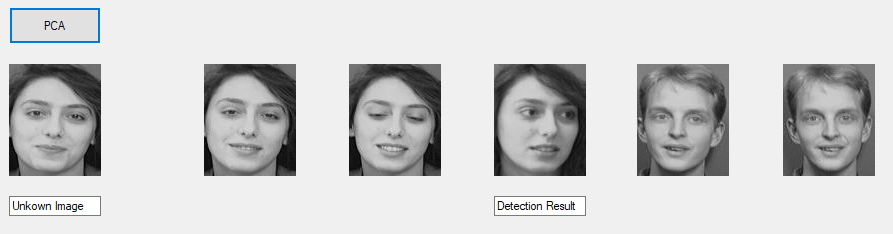 PCA
Unkown Image
Detection Result